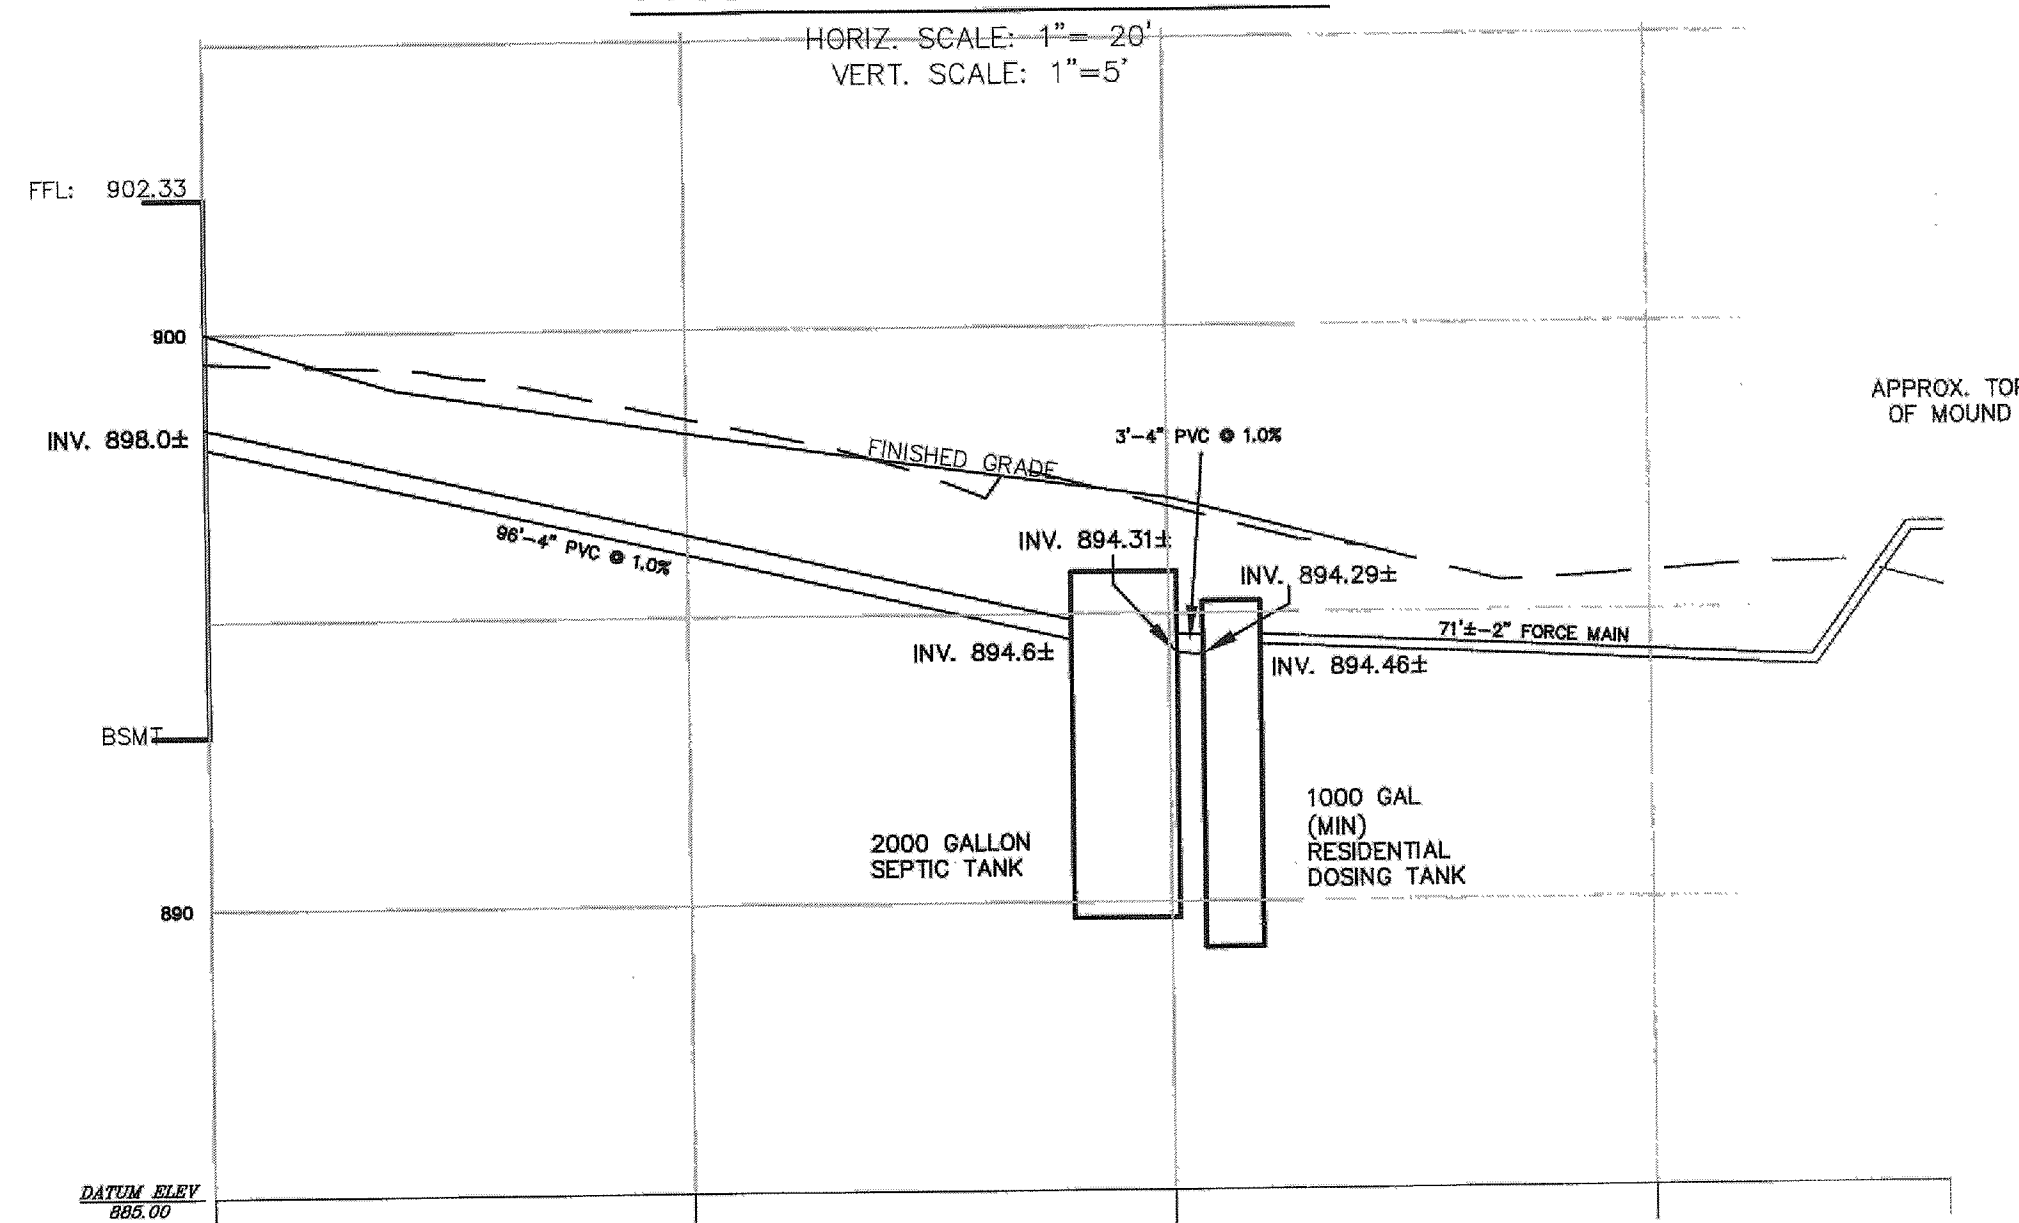 HORIZ. SCALE: 1"= 20'
VERT. SCALE: 1"=5'
FFL: 902.33
900
APPROX. TOP
OF MOUND
INV. 898.0±
3'-4" PVC @ 1.0%
FINISHED GRADE
96'-4" PVC @ 1.0%
INV. 894.31±
INV. 894.29±
71'±-2" FORCE MAIN
INV. 894.6±
INV. 894.46±
BSMT
1000 GAL
(MIN)
RESIDENTIAL
DOSING TANK
2000 GALLON
SEPTIC TANK
890
DATUM ELEV
885.00